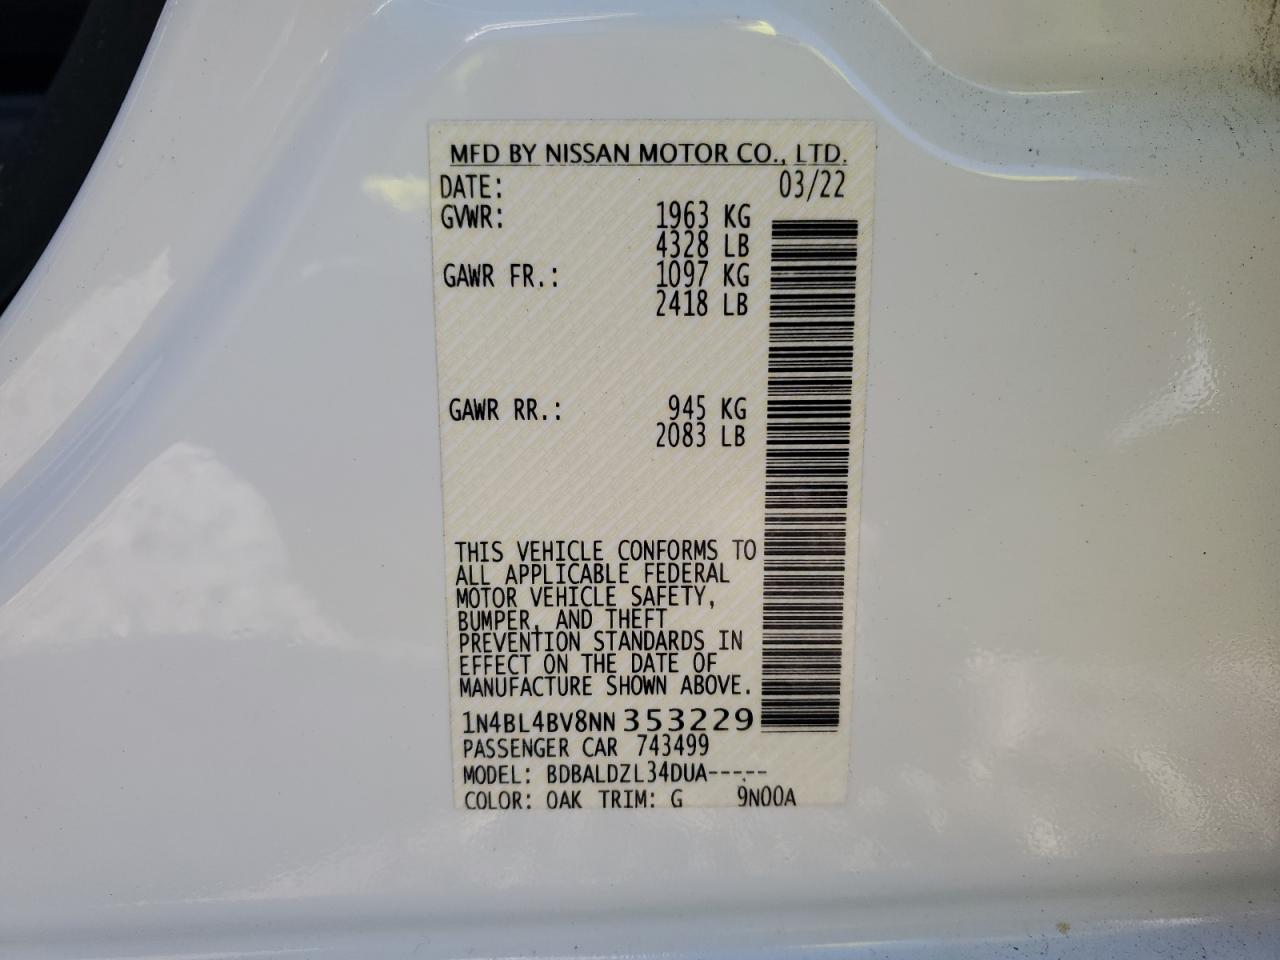 MFD BY NISSAN MOTOR CO., LTD.
DATE: 03/22
GVWR: 1963 KG
4328 LB
GAWR FR.: 1097 KG
2418 LB
GAWR RR.: 945 KG
2083 LB
THIS VEHICLE CONFORMS TO
ALL APPLICABLE FEDERAL
MOTOR VEHICLE SAFETY,
BUMPER, AND THEFT
PREVENTION STANDARDS IN
EFFECT ON THE DATE OF
MANUFACTURE SHOWN ABOVE.
1N4BL4BV8NN353229
PASSENGER CAR 743499
MODEL: BDBALDZL34DUA-----
COLOR: QAK TRIM: G 9N00A